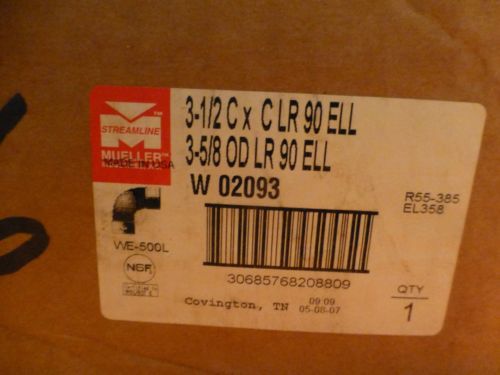 STREAMLINE
MUELLER
MADE IN USA
3-1/2 C x C LR 90 ELL
3-5/8 OD LR 90 ELL
W 02093
R55-385
EL358
WE-500L
NSF
30685768208809
Covington, TN
09:09
05-08-07
QTY
1